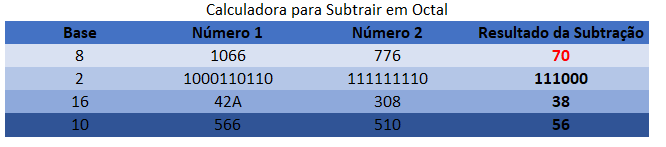 Calculadora para Subtrair em Octal
Base Número 1 Número 2 Resultado da Subtração
8 1066 776 70
2 1000110110 111111110 111000
16 42A 308 38
10 566 510 56